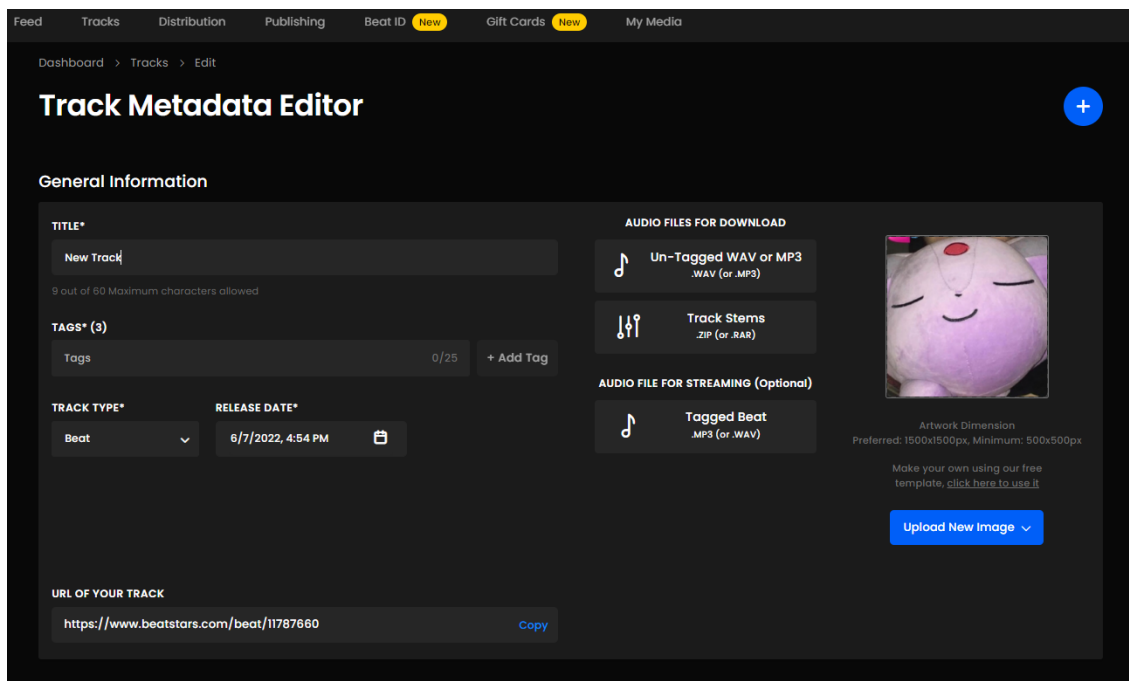 Feed Tracks Distribution Publishing Beat ID New Gift Cards New My Media
Dashboard > Tracks > Edit
Track Metadata Editor
+
General Information
TITLE*
New Track
9 out of 60 Maximum characters allowed
TAGS* (3)
Tags 0/25 + Add Tag
TRACK TYPE* RELEASE DATE*
Beat 6/7/2022, 4:54 PM
URL OF YOUR TRACK
https://www.beatstars.com/beat/11787660 Copy
AUDIO FILES FOR DOWNLOAD
Un-Tagged WAV or MP3
.WAV (or .MP3)
Track Stems
.ZIP (or .RAR)
AUDIO FILE FOR STREAMING (Optional)
Tagged Beat
.MP3 (or .WAV)
Artwork Dimension
Preferred: 1500x1500px, Minimum: 500x500px
Make your own using our free
template, click here to use it
Upload New Image